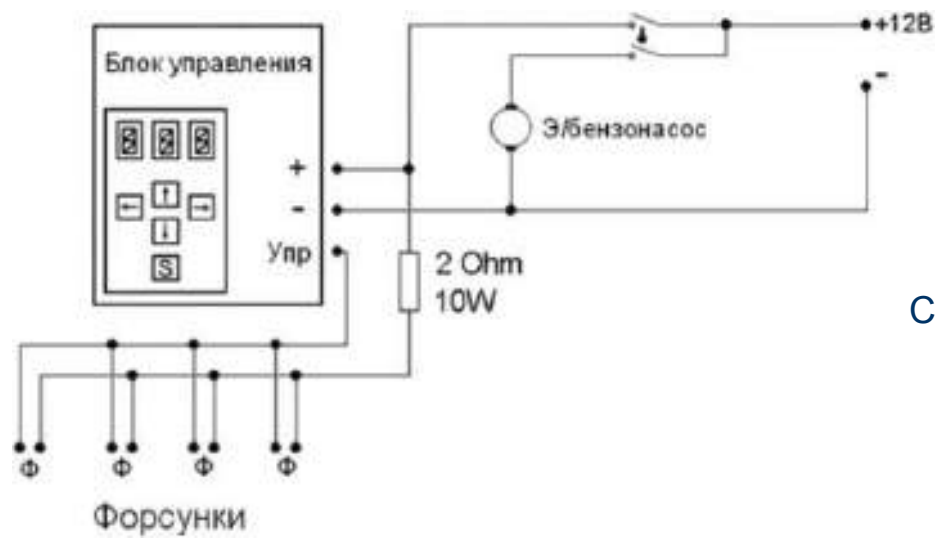 +12В
-
Блок управления
Э/бензонасос
+
-
Упр
← ↑ →
↓
S
2 Ohm
10W
С
Ф Ф Ф Ф
Форсунки